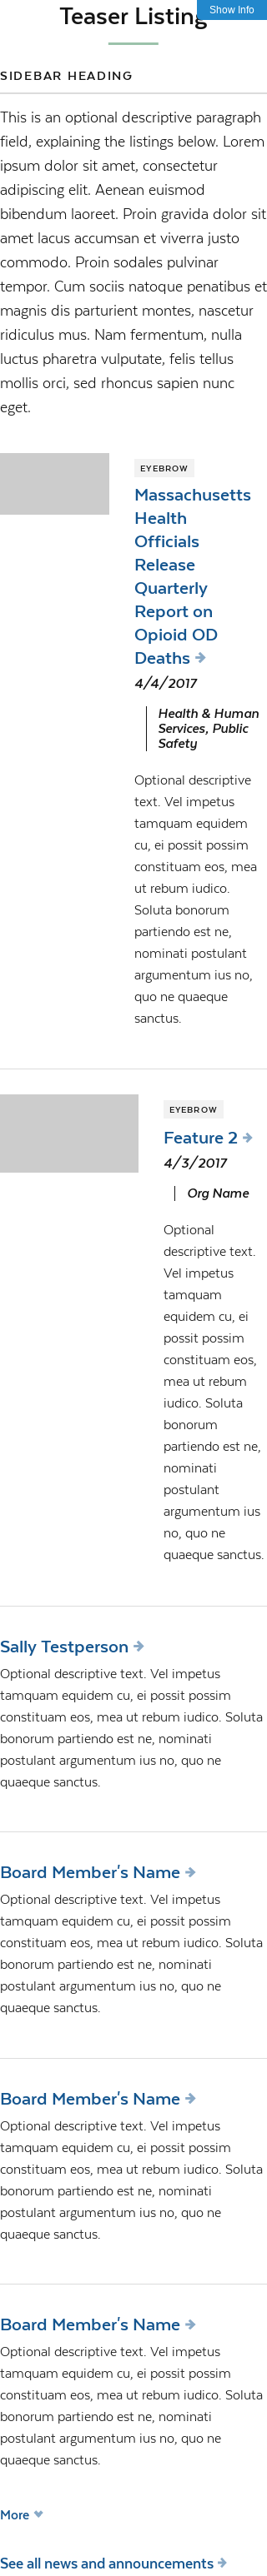 Teaser Listing
Show Info
SIDEBAR HEADING
This is an optional descriptive paragraph
field, explaining the listings below. Lorem
ipsum dolor sit amet, consectetur
adipiscing elit. Aenean euismod
bibendum laoreet. Proin gravida dolor sit
amet lacus accumsan et viverra justo
commodo. Proin sodales pulvinar
tempor. Cum sociis natoque penatibus et
magnis dis parturient montes, nascetur
ridiculus mus. Nam fermentum, nulla
luctus pharetra vulputate, felis tellus
mollis orci, sed rhoncus sapien nunc
eget.
EYEBROW
Massachusetts
Health
Officials
Release
Quarterly
Report on
Opioid OD
Deaths
4/4/2017
Health & Human
Services, Public
Safety
Optional descriptive
text. Vel impetus
tamquam equidem
cu, ei possit possim
constituam eos, mea
ut rebum iudico.
Soluta bonorum
partiendo est ne,
nominati postulant
argumentum ius no,
quo ne quaeque
sanctus.
EYEBROW
Feature 2
4/3/2017
Org Name
Optional
descriptive text.
Vel impetus
tamquam
equidem cu, ei
possit possim
constituam eos,
mea ut rebum
iudico. Soluta
bonorum
partiendo est ne,
nominati
postulant
argumentum ius
no, quo ne
quaeque sanctus.
Sally Testperson
Optional descriptive text. Vel impetus
tamquam equidem cu, ei possit possim
constituam eos, mea ut rebum iudico. Soluta
bonorum partiendo est ne, nominati
postulant argumentum ius no, quo ne
quaeque sanctus.
Board Member's Name
Optional descriptive text. Vel impetus
tamquam equidem cu, ei possit possim
constituam eos, mea ut rebum iudico. Soluta
bonorum partiendo est ne, nominati
postulant argumentum ius no, quo ne
quaeque sanctus.
Board Member's Name
Optional descriptive text. Vel impetus
tamquam equidem cu, ei possit possim
constituam eos, mea ut rebum iudico. Soluta
bonorum partiendo est ne, nominati
postulant argumentum ius no, quo ne
quaeque sanctus.
Board Member's Name
Optional descriptive text. Vel impetus
tamquam equidem cu, ei possit possim
constituam eos, mea ut rebum iudico. Soluta
bonorum partiendo est ne, nominati
postulant argumentum ius no, quo ne
quaeque sanctus.
More
See all news and announcements